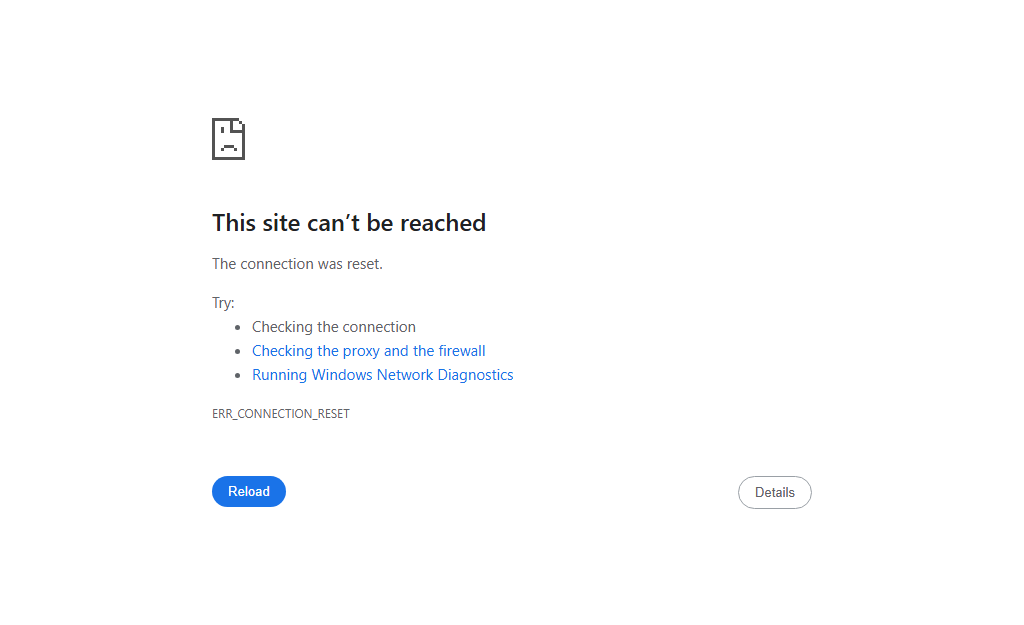 This site can’t be reached
The connection was reset.
Try:
Checking the connection
Checking the proxy and the firewall
Running Windows Network Diagnostics
ERR_CONNECTION_RESET
Reload
Details